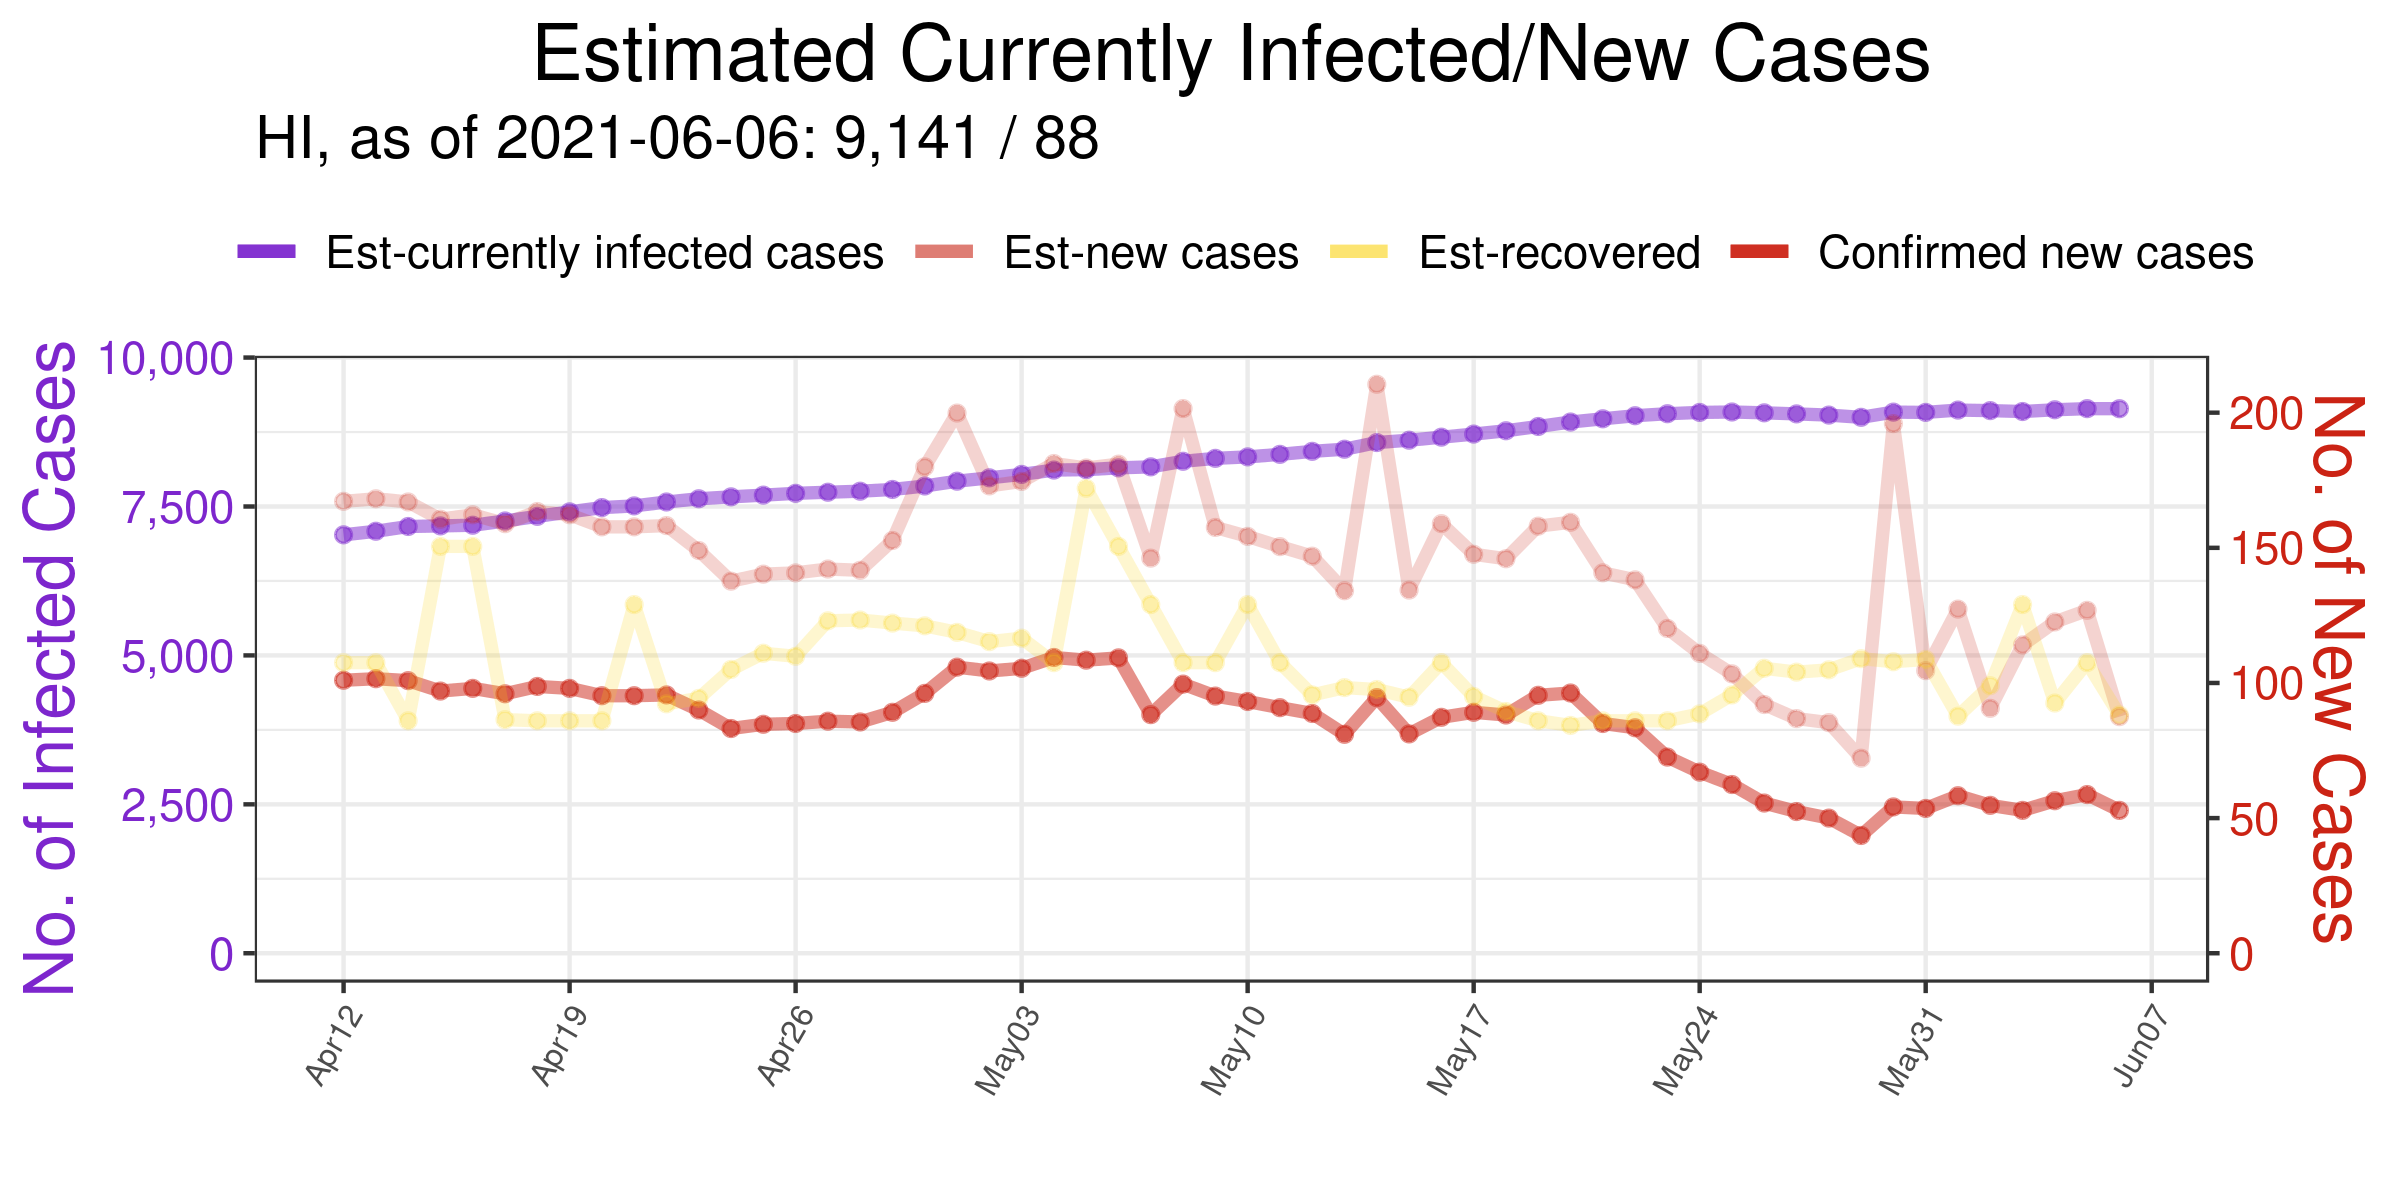 Estimated Currently Infected/New Cases
HI, as of 2021-06-06: 9,141 / 88
Est-currently infected cases Est-new cases Est-recovered Confirmed new cases
No. of Infected Cases
10,000
7,500
5,000
2,500
0
200
150
100
50
0
No. of New Cases
Apr12 Apr19 Apr26 May03 May10 May17 May24 May31 Jun07